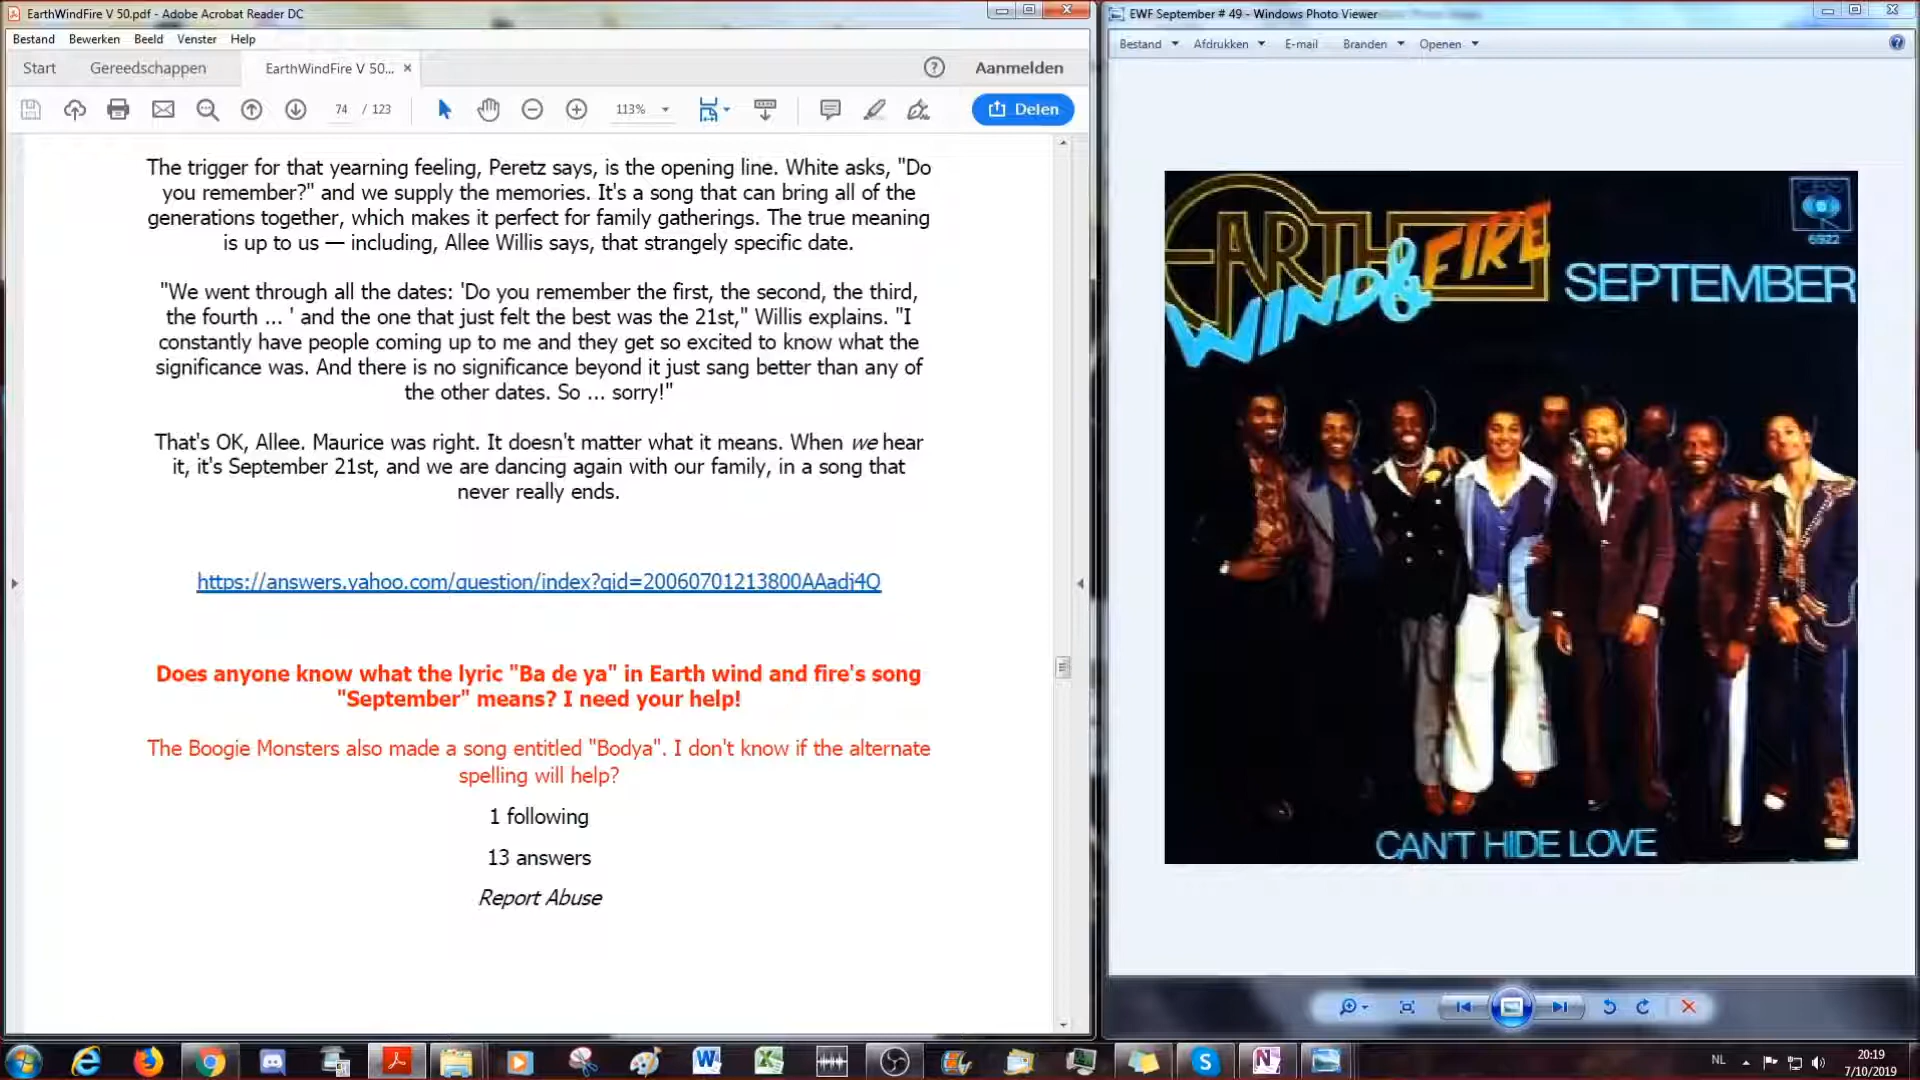 EarthWindFire V 50.pdf - Adobe Acrobat Reader DC
Bestand Bewerken Beeld Venster Help
Start Gereedschappen EarthWindFire V 50... × Aanmelden
74 / 123 113% Delen
The trigger for that yearning feeling, Peretz says, is the opening line. White asks, "Do
you remember?" and we supply the memories. It's a song that can bring all of the
generations together, which makes it perfect for family gatherings. The true meaning
is up to us — including, Allee Willis says, that strangely specific date.
"We went through all the dates: 'Do you remember the first, the second, the third,
the fourth ... ' and the one that just felt the best was the 21st," Willis explains. "I
constantly have people coming up to me and they get so excited to know what the
significance was. And there is no significance beyond it just sang better than any of
the other dates. So ... sorry!"
That's OK, Allee. Maurice was right. It doesn't matter what it means. When we hear
it, it's September 21st, and we are dancing again with our family, in a song that
never really ends.
https://answers.yahoo.com/question/index?qid=20060701213800AAadj4Q
Does anyone know what the lyric "Ba de ya" in Earth wind and fire's song
"September" means? I need your help!
The Boogie Monsters also made a song entitled "Bodya". I don't know if the alternate
spelling will help?
1 following
13 answers
Report Abuse
EWF September # 49 - Windows Photo Viewer
Bestand Afdrukken E-mail Branden Openen
EARTH
WIND & FIRE
SEPTEMBER
CBS
6922
CAN'T HIDE LOVE
NL
20:19
7/10/2019